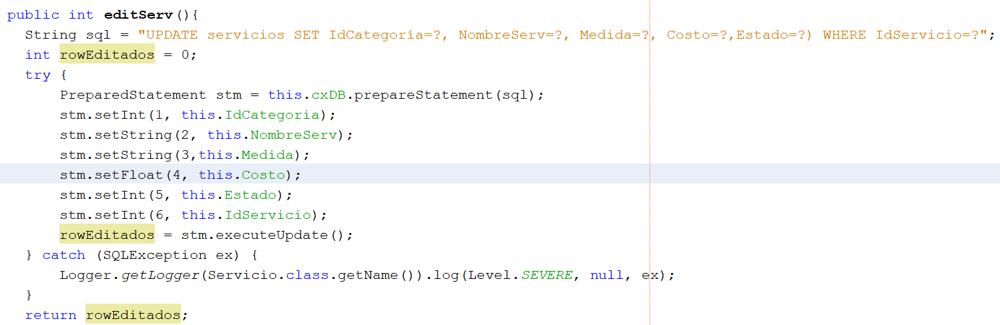 public int editServ(){
String sql = "UPDATE servicios SET IdCategoría=?, NombreServ=?, Medida=?, Costo=?,Estado=?) WHERE IdServicio=?";
int rowEditados = 0;
try {
PreparedStatement stm = this.cxDB.prepareStatement(sql);
stm.setInt(1, this.IdCategoria);
stm.setString(2, this.NombreServ);
stm.setString(3,this.Medida);
stm.setFloat(4, this.Costo);
stm.setInt(5, this.Estado);
stm.setInt(6, this.IdServicio);
rowEditados = stm.executeUpdate();
} catch (SQLException ex) {
Logger.getLogger(Servicio.class.getName()).log(Level.SEVERE, null, ex);
}
return rowEditados;